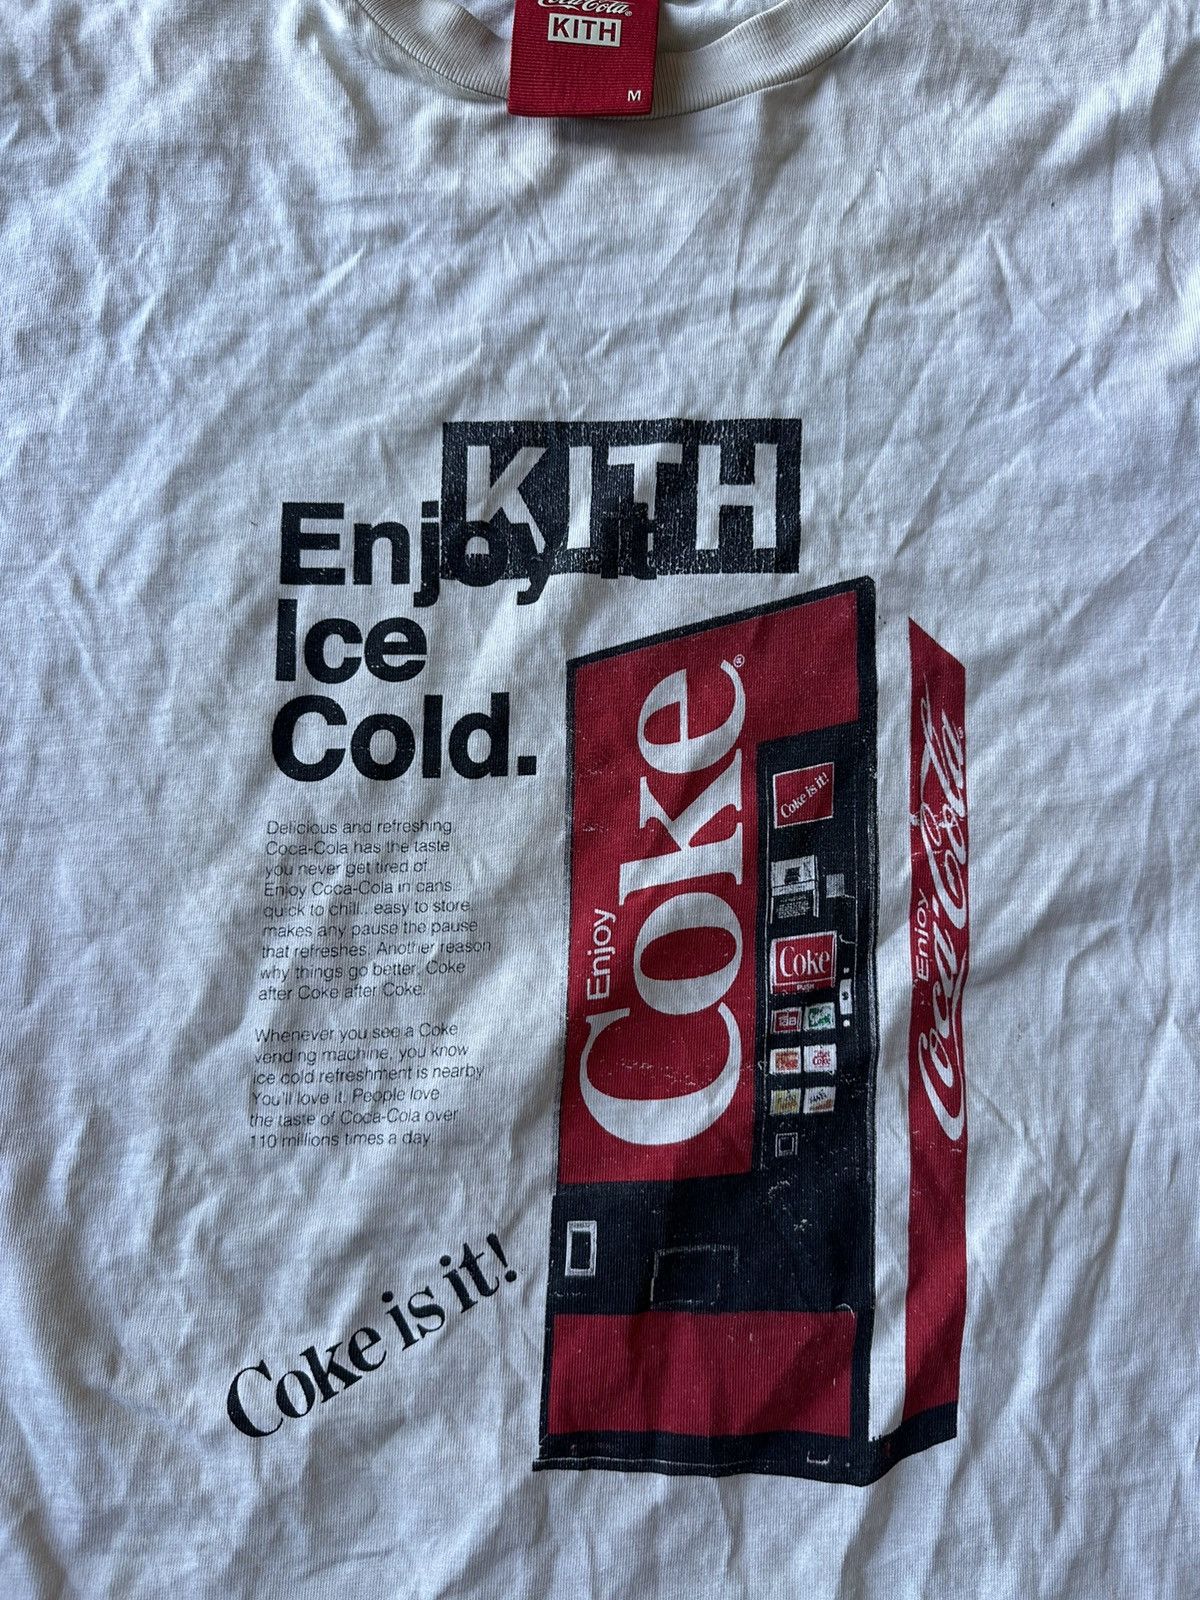 Coca-Cola®
KITH
M
KITH
Enjoy it
Ice
Cold.
Delicious and refreshing.
Coca-Cola has the taste
you never get tired of
Enjoy Coca-Cola in cans
quick to chill.. easy to store.
makes any pause the pause
that refreshes. Another reason
why things go better. Coke
after Coke after Coke.
Whenever you see a Coke
vending machine, you know
ice cold refreshment is nearby
You'll love it. People love
the taste of Coca-Cola over
110 millions times a day.
Coke is it!
Enjoy
Coke®
Coke is it!
Coke
TAB
Coke
Enjoy
Coca-Cola®